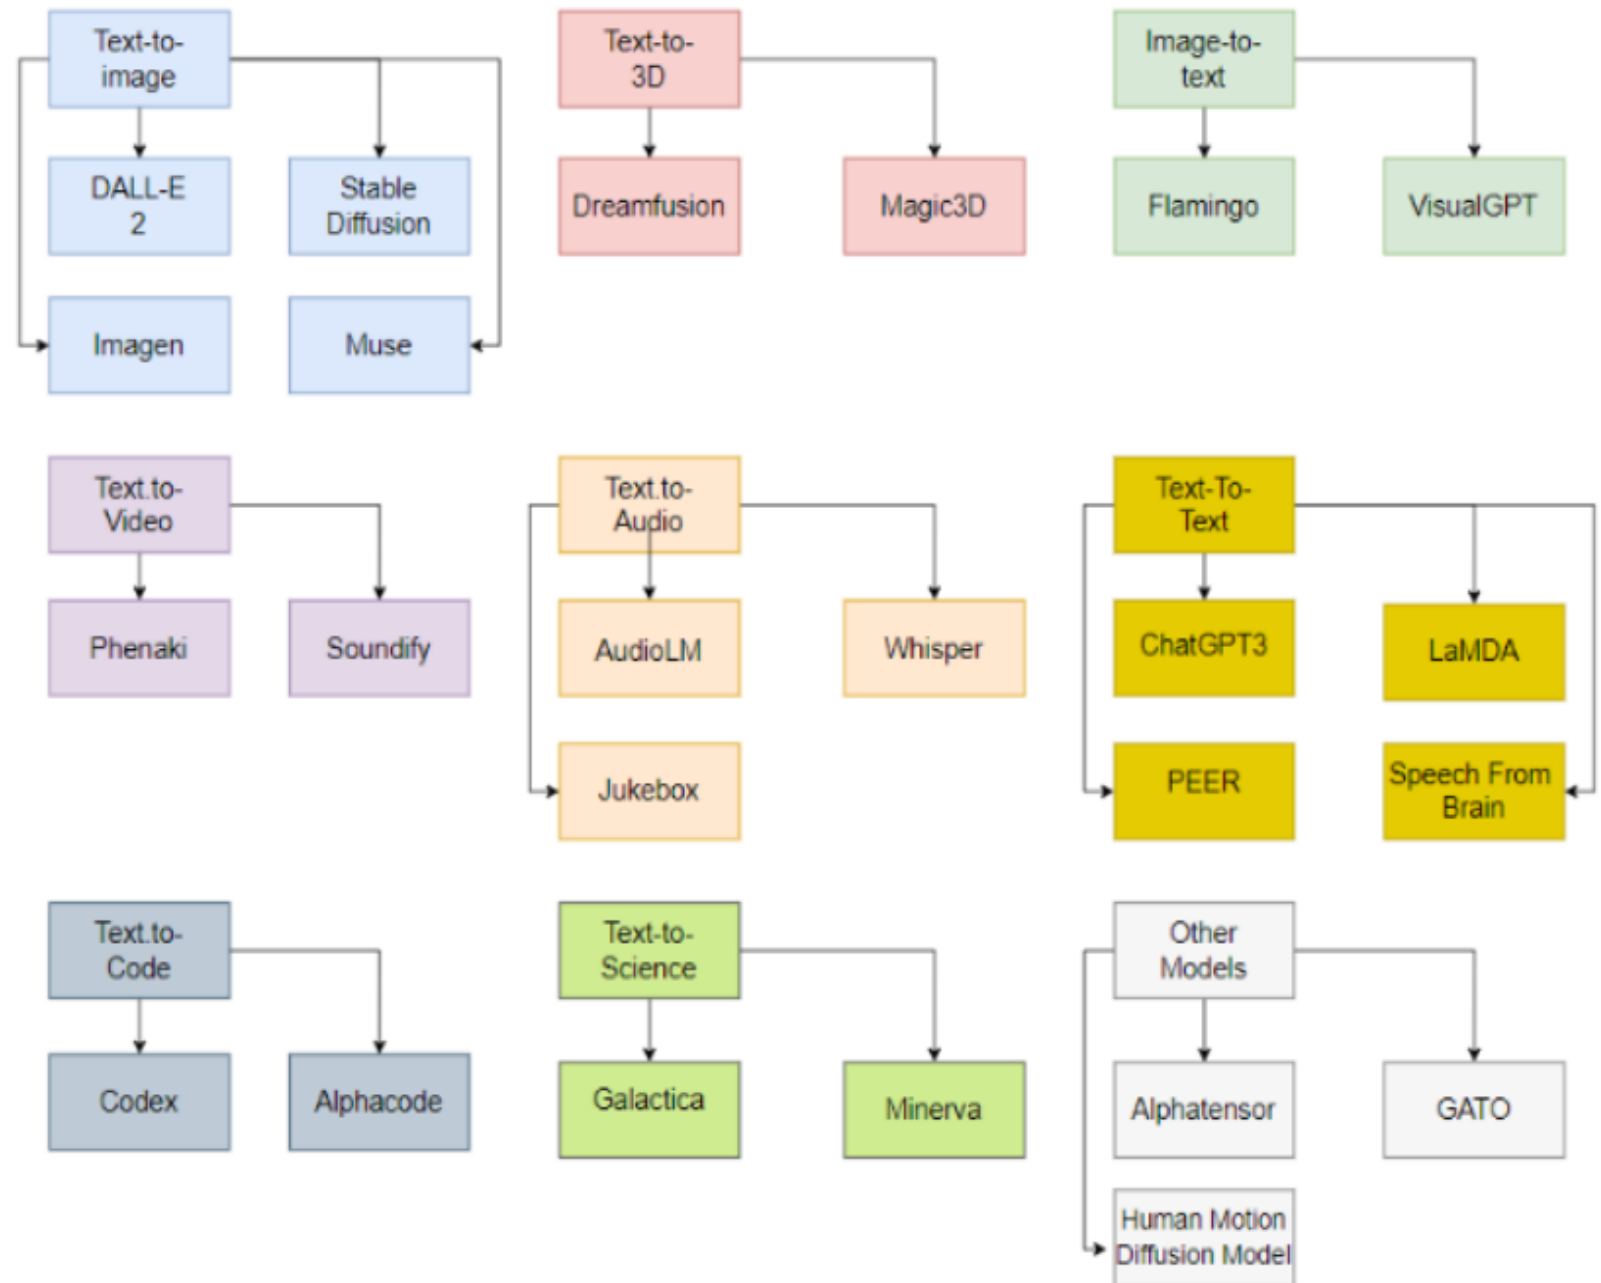 Text-to-
image
Text-to-
3D
Image-to-
text
DALL-E
2
Stable
Diffusion
Dreamfusion
Magic3D
Flamingo
VisualGPT
Imagen
Muse
Text.to-
Video
Text.to-
Audio
Text-To-
Text
Phenaki
Soundify
AudioLM
Whisper
ChatGPT3
LaMDA
Jukebox
PEER
Speech From
Brain
Text.to-
Code
Text-to-
Science
Other
Models
Codex
Alphacode
Galactica
Minerva
Alphatensor
GATO
Human Motion
Diffusion Model